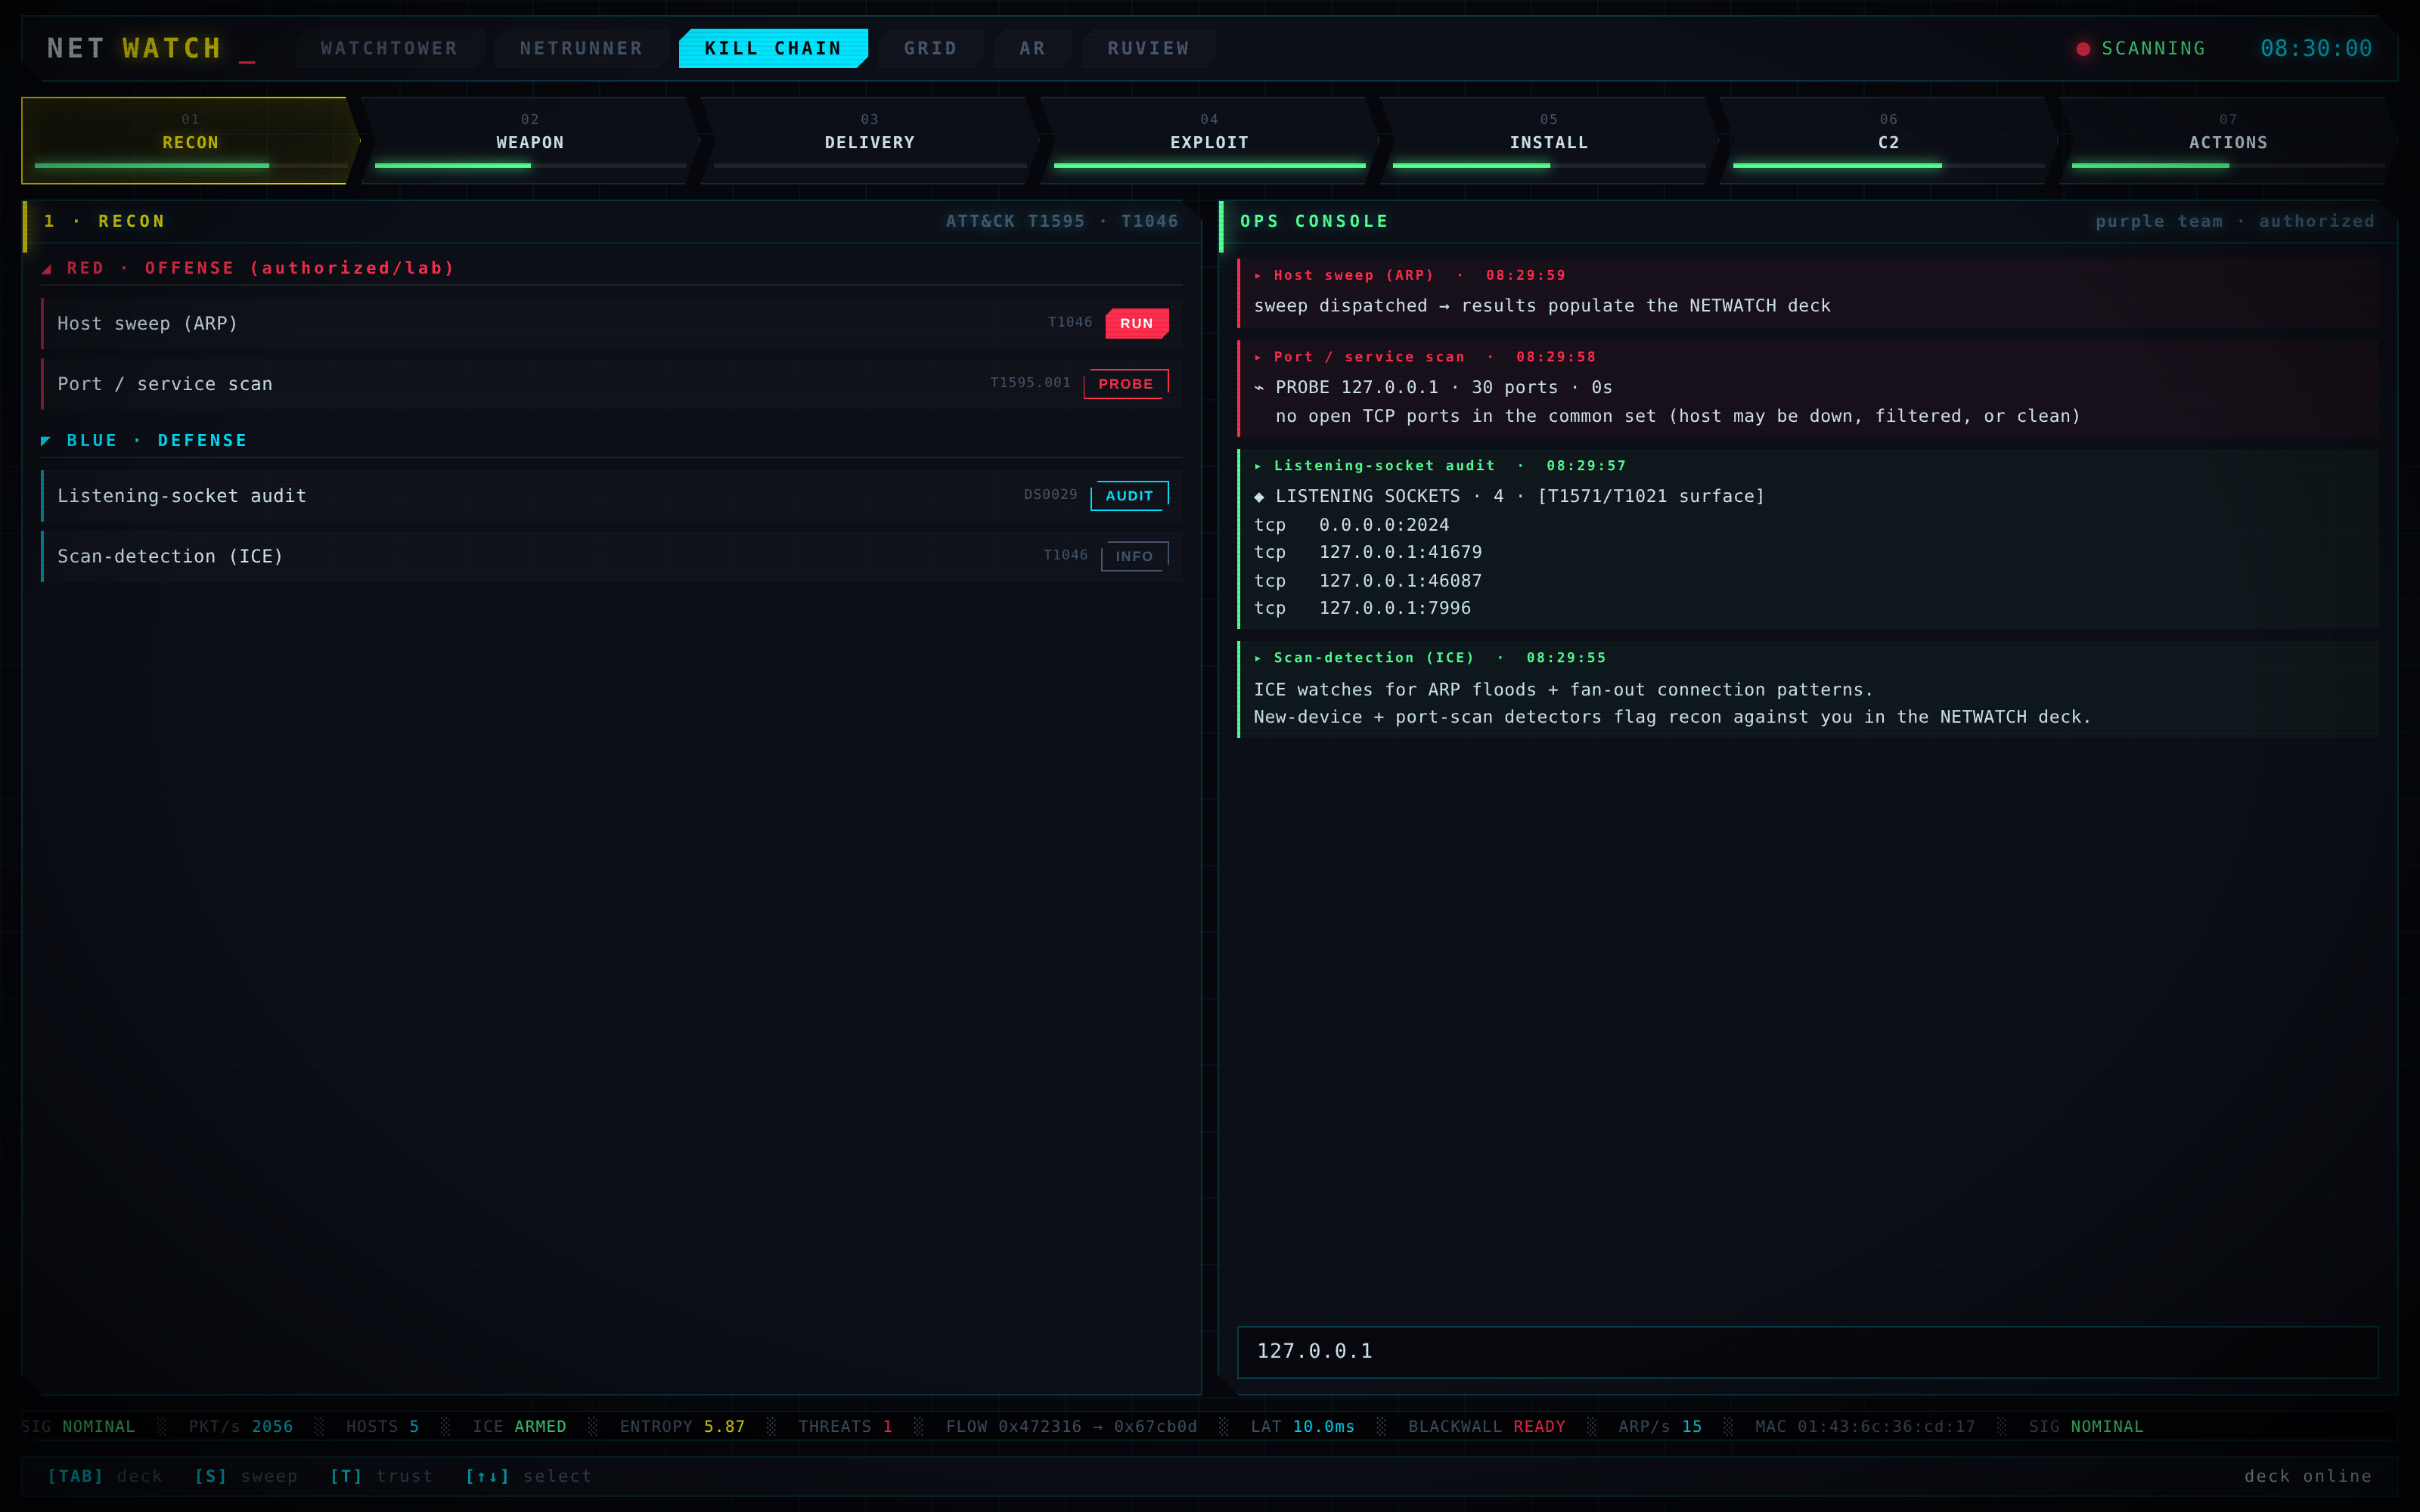 NET WATCH _ WATCHTOWER NETRUNNER KILL CHAIN GRID AR RUVIEW SCANNING 08:30:00
01 RECON
02 WEAPON
03 DELIVERY
04 EXPLOIT
05 INSTALL
06 C2
07 ACTIONS
1 · RECON ATT&CK T1595 · T1046
◢ RED · OFFENSE (authorized/lab)
Host sweep (ARP) T1046 RUN
Port / service scan T1595.001 PROBE
◤ BLUE · DEFENSE
Listening-socket audit DS0029 AUDIT
Scan-detection (ICE) T1046 INFO
OPS CONSOLE purple team · authorized
▸ Host sweep (ARP) · 08:29:59
sweep dispatched → results populate the NETWATCH deck
▸ Port / service scan · 08:29:58
⌁ PROBE 127.0.0.1 · 30 ports · 0s
no open TCP ports in the common set (host may be down, filtered, or clean)
▸ Listening-socket audit · 08:29:57
◆ LISTENING SOCKETS · 4 · [T1571/T1021 surface]
tcp 0.0.0.0:2024
tcp 127.0.0.1:41679
tcp 127.0.0.1:46087
tcp 127.0.0.1:7996
▸ Scan-detection (ICE) · 08:29:55
ICE watches for ARP floods + fan-out connection patterns.
New-device + port-scan detectors flag recon against you in the NETWATCH deck.
127.0.0.1
SIG NOMINAL ░ PKT/s 2056 ░ HOSTS 5 ░ ICE ARMED ░ ENTROPY 5.87 ░ THREATS 1 ░ FLOW 0x472316 → 0x67cb0d ░ LAT 10.0ms ░ BLACKWALL READY ░ ARP/s 15 ░ MAC 01:43:6c:36:cd:17 ░ SIG NOMINAL
[TAB] deck [S] sweep [T] trust [↑↓] select deck online